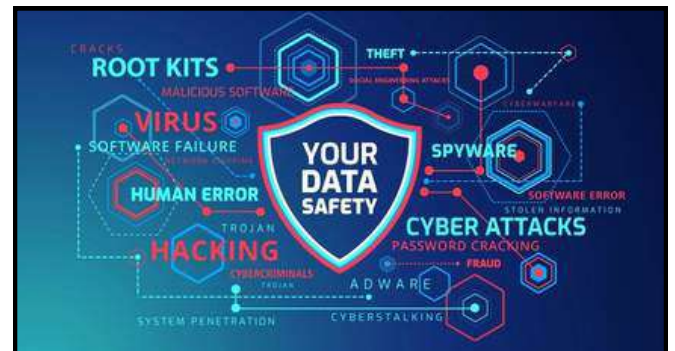 CRACKS
ROOT KITS
THEFT
SOCIAL ENGINEERING ATTACKS
MALICIOUS SOFTWARE
CYBERWARFARE
VIRUS
SOFTWARE FAILURE
YOUR
DATA
SAFETY
SPYWARE
HUMAN ERROR
SOFTWARE ERROR
STOLEN INFORMATION
TROJAN
CYBER ATTACKS
HACKING
PASSWORD CRACKING
CYBERCRIMINALS
FRAUD
TROJAN
ADWARE
SYSTEM PENETRATION
CYBERSTALKING